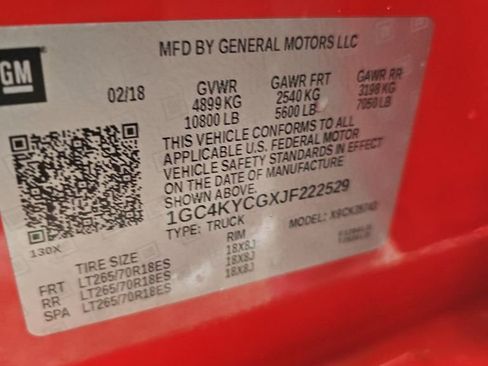 GM
MFD BY GENERAL MOTORS LLC
02/18
GVWR GAWR FRT GAWR RR
4899 KG 2540 KG 3198 KG
10800 LB 5600 LB 7050 LB
THIS VEHICLE CONFORMS TO ALL
APPLICABLE U.S. FEDERAL MOTOR
VEHICLE SAFETY STANDARDS IN EFFECT
ON THE DATE OF MANUFACTURE
SHOWN ABOVE.
1GC4KYCGXJF222529
TYPE: TRUCK MODEL:
130X
TIRE SIZE RIM
FRT LT265/70R18ES 18X8J
RR LT265/70R18ES 18X8J
SPA LT265/70R18ES 18X8J